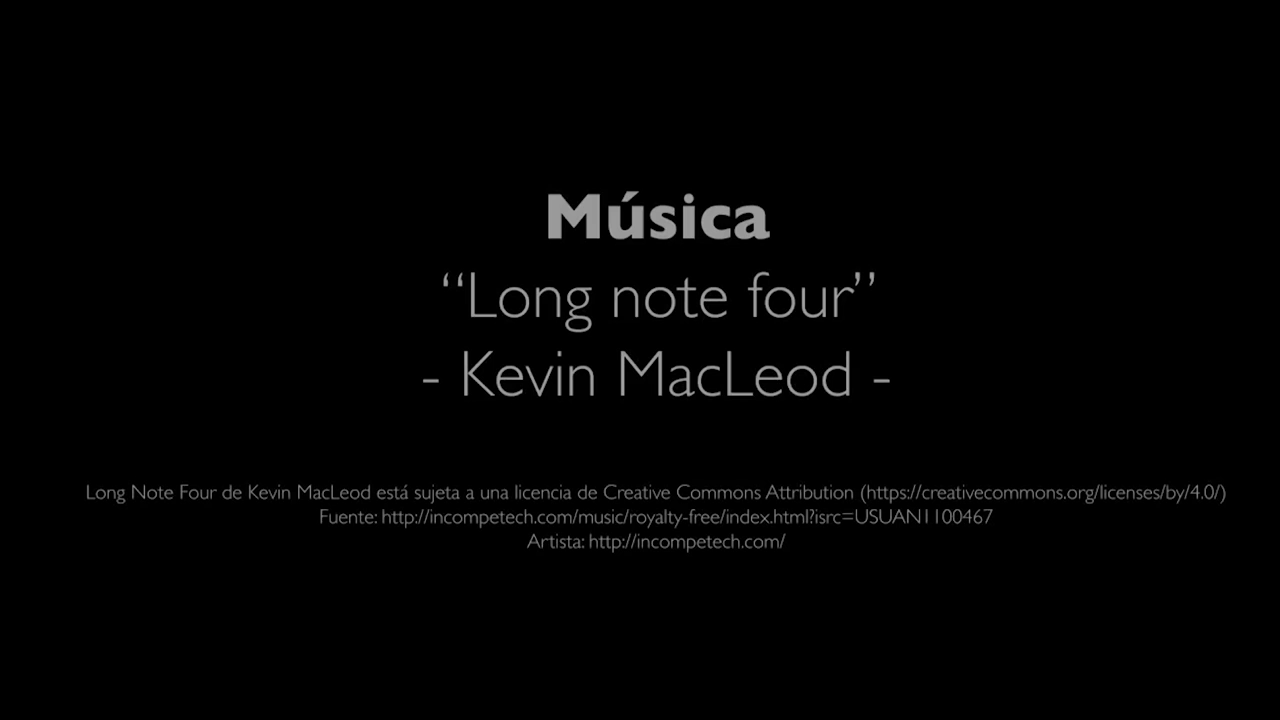 Música
“Long note four”
- Kevin MacLeod -
Long Note Four de Kevin MacLeod está sujeta a una licencia de Creative Commons Attribution (https://creativecommons.org/licenses/by/4.0/)
Fuente: http://incompetech.com/music/royalty-free/index.html?isrc=USUAN1100467
Artista: http://incompetech.com/